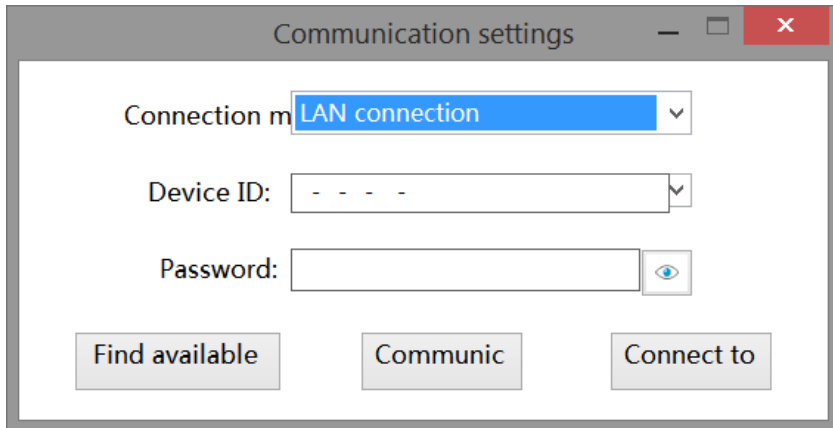 Communication settings
Connection m LAN connection
Device ID: - - - -
Password:
Find available Communic Connect to